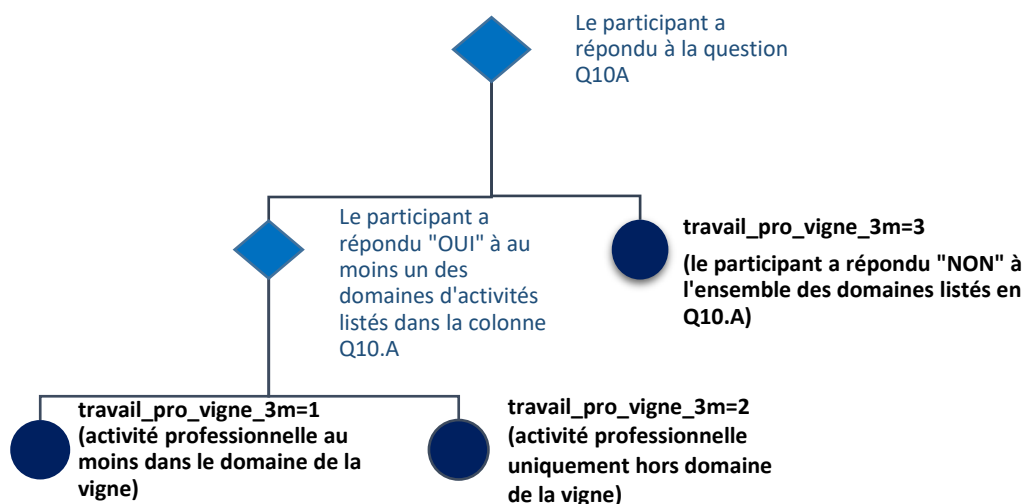 Le participant a
répondu à la question
Q10A
Le participant a
répondu "OUI" à au
moins un des
domaines d'activités
listés dans la colonne
Q10.A
travail_pro_vigne_3m=3
(le participant a répondu "NON" à
l'ensemble des domaines listés en
Q10.A)
travail_pro_vigne_3m=1
(activité professionnelle au
moins dans le domaine de la
vigne)
travail_pro_vigne_3m=2
(activité professionnelle
uniquement hors domaine
de la vigne)